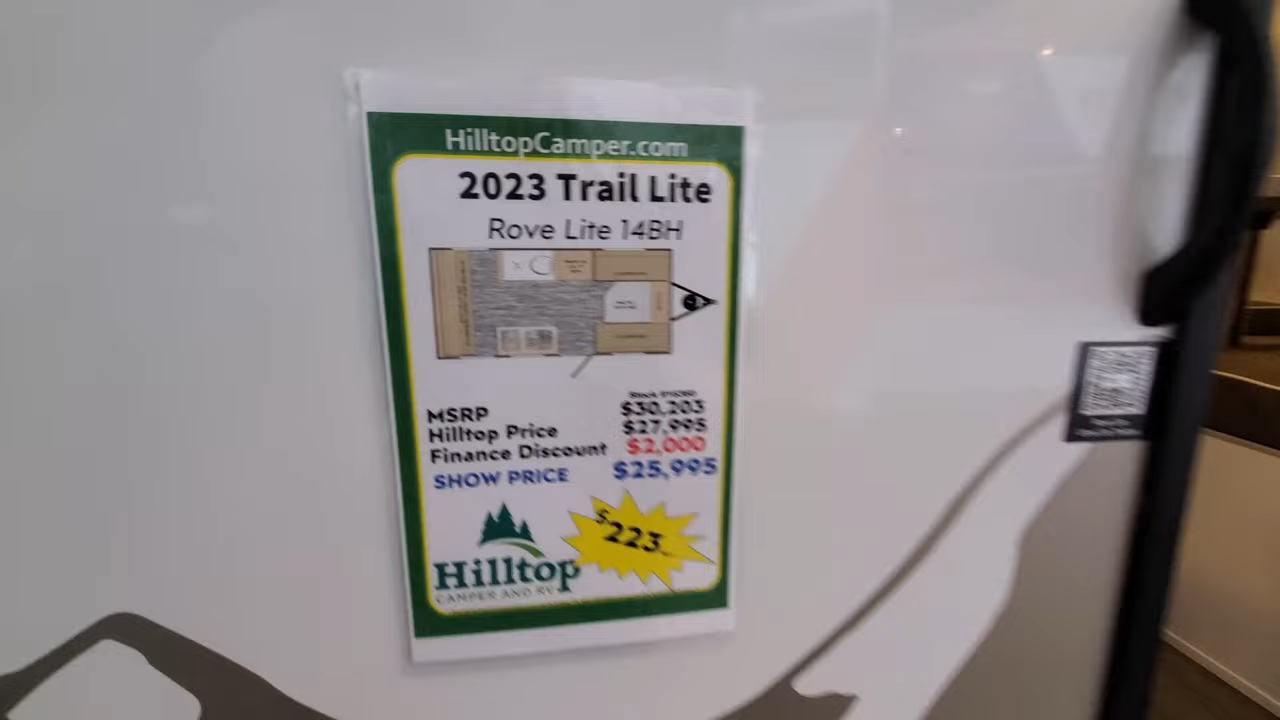 HilltopCamper.com
2023 Trail Lite
Rove Lite 14BH
MSRP $30,203
Hilltop Price $27,995
Finance Discount $2,000
SHOW PRICE $25,995
$223
Hilltop
CAMPER AND RV